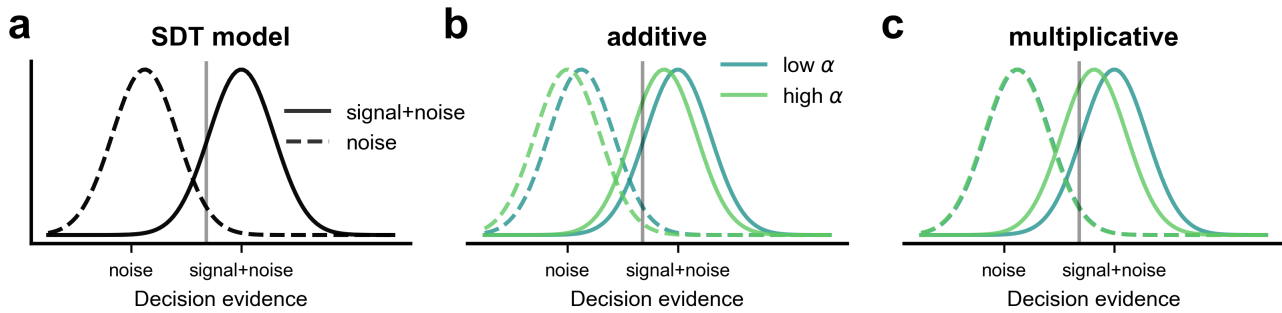 a
SDT model
signal+noise
noise
noise
signal+noise
Decision evidence
b
additive
low α
high α
noise
signal+noise
Decision evidence
c
multiplicative
noise
signal+noise
Decision evidence